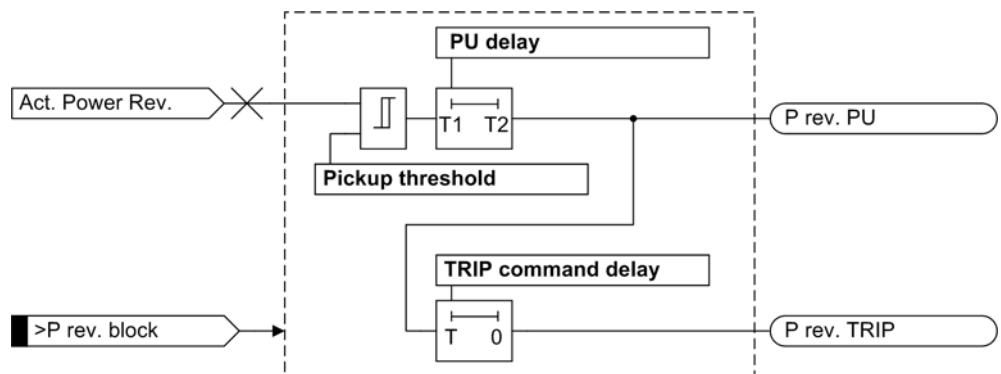 PU delay
Act. Power Rev.
T1 T2
P rev. PU
Pickup threshold
TRIP command delay
>P rev. block
T 0
P rev. TRIP